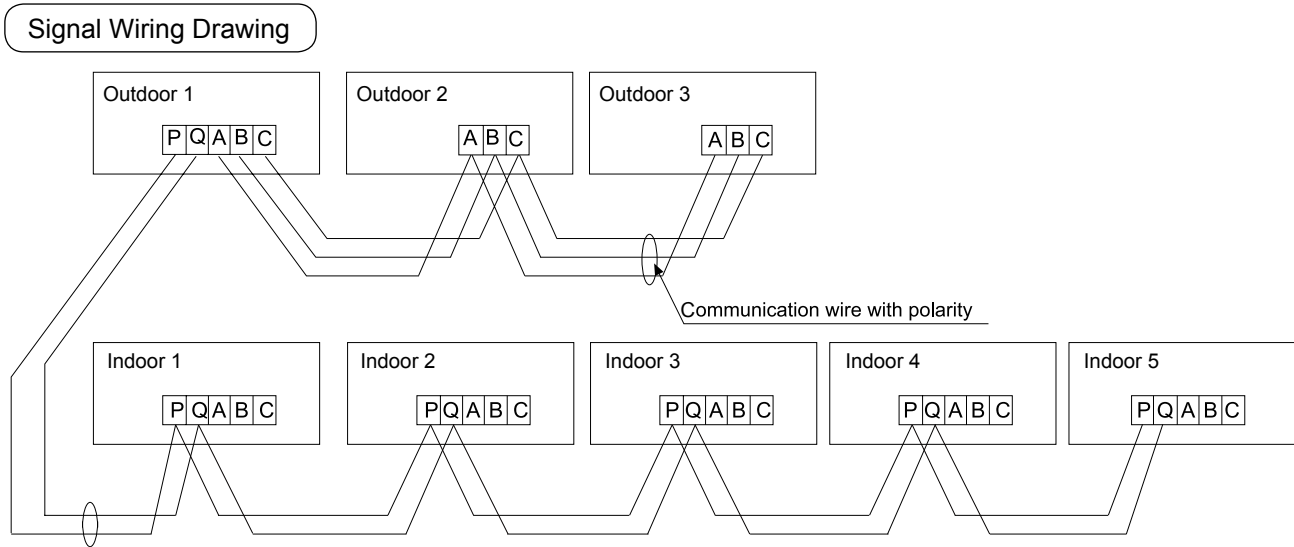 Signal Wiring Drawing
Outdoor 1
Outdoor 2
Outdoor 3
P Q A B C
A B C
A B C
Communication wire with polarity
Indoor 1
Indoor 2
Indoor 3
Indoor 4
Indoor 5
P Q A B C
P Q A B C
P Q A B C
P Q A B C
P Q A B C